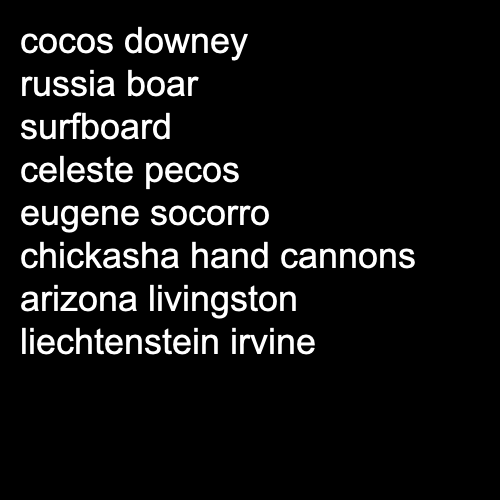 cocos downey
russia boar
surfboard
celeste pecos
eugene socorro
chickasha hand cannons
arizona livingston
liechtenstein irvine